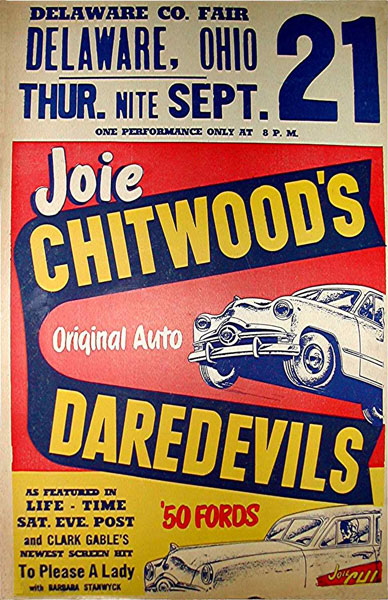 DELAWARE CO. FAIR
DELAWARE, OHIO
THUR. NITE SEPT. 21
ONE PERFORMANCE ONLY AT 8 P. M.
Joie
CHITWOOD'S
Original Auto
DAREDEVILS
AS FEATURED IN
LIFE - TIME
SAT. EVE. POST
and CLARK GABLE'S
NEWEST SCREEN HIT
To Please A Lady
with BARBARA STANWYCK
'50 FORDS
JOIE CHI